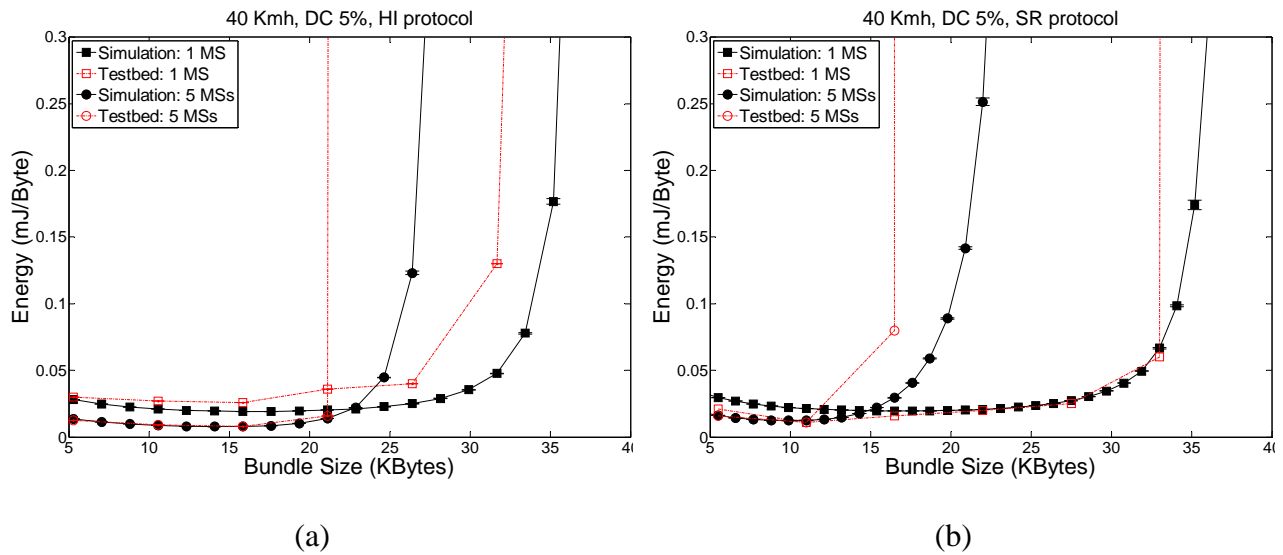 40 Kmh, DC 5%, HI protocol
0.3
0.25
0.2
0.15
0.1
0.05
0
Energy (mJ/Byte)
Simulation: 1 MS
Testbed: 1 MS
Simulation: 5 MSs
Testbed: 5 MSs
5 10 15 20 25 30 35 40
Bundle Size (KBytes)
(a)
40 Kmh, DC 5%, SR protocol
0.3
0.25
0.2
0.15
0.1
0.05
0
Energy (mJ/Byte)
Simulation: 1 MS
Testbed: 1 MS
Simulation: 5 MSs
Testbed: 5 MSs
5 10 15 20 25 30 35 40
Bundle Size (KBytes)
(b)